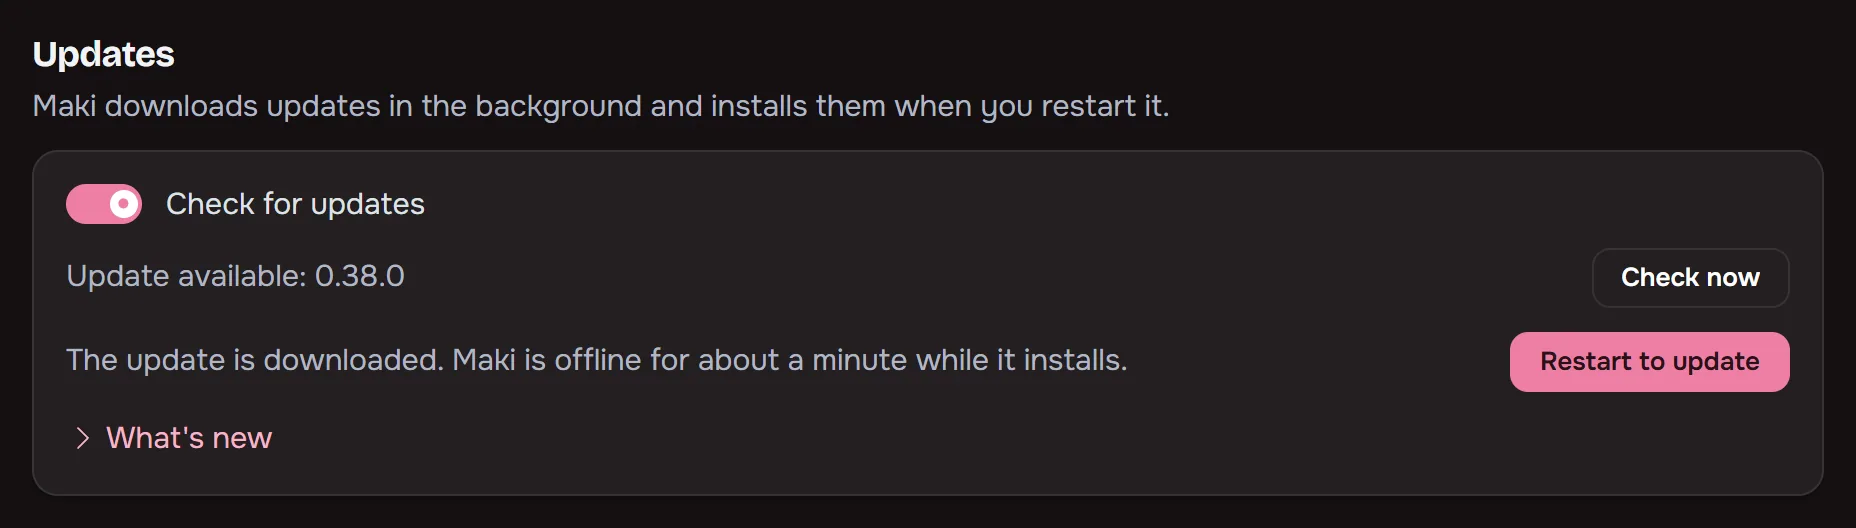 Updates
Maki downloads updates in the background and installs them when you restart it.
Check for updates
Update available: 0.38.0
Check now
The update is downloaded. Maki is offline for about a minute while it installs.
Restart to update
What's new